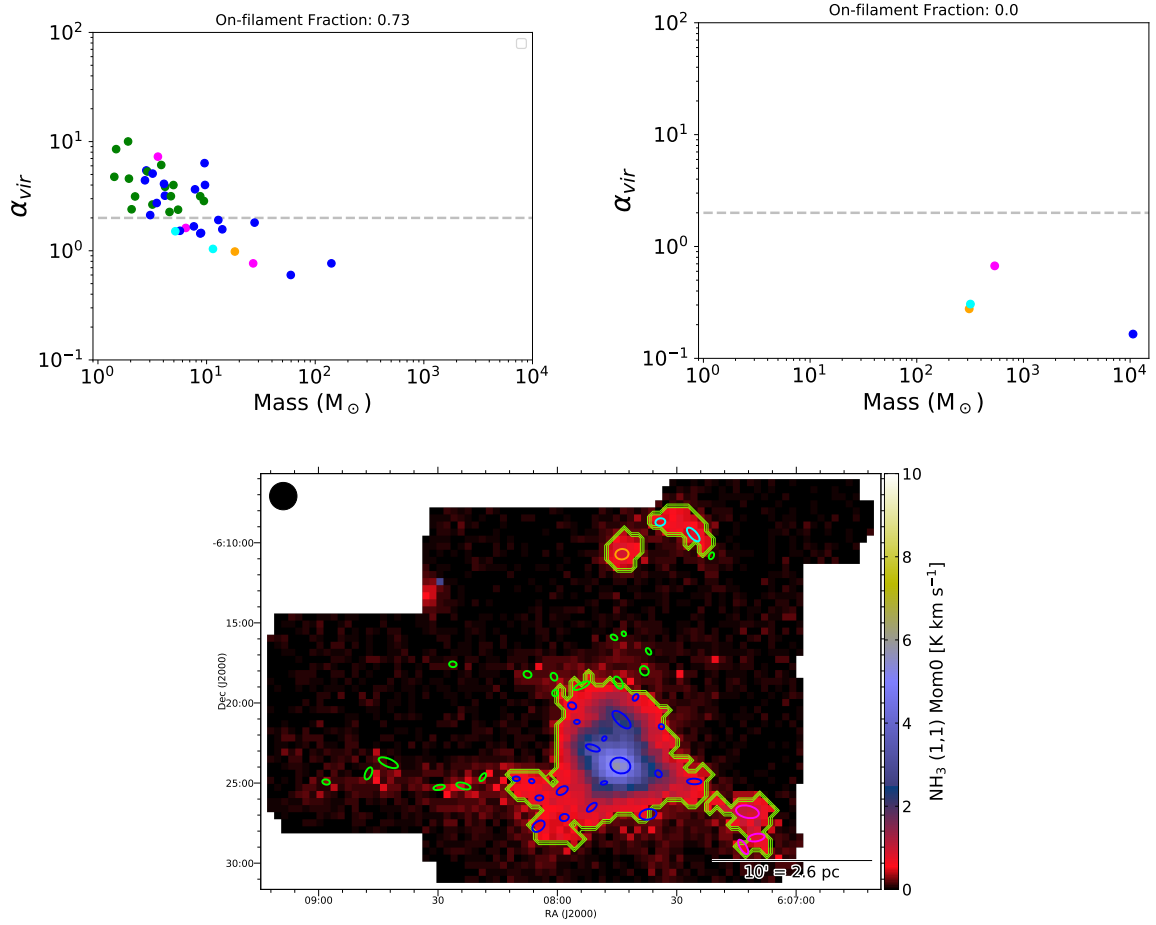 On-filament Fraction: 0.73
On-filament Fraction: 0.0
10²
10¹
10⁰
10⁻¹
α_vir
10⁰ 10¹ 10² 10³ 10⁴
Mass (M⊙)
10²
10¹
10⁰
10⁻¹
α_vir
10⁰ 10¹ 10² 10³ 10⁴
Mass (M⊙)
-6:10:00
15:00
20:00
25:00
30:00
Dec (J2000)
09:00 30 08:00 30 6:07:00
RA (J2000)
10' = 2.6 pc
10
8
6
4
2
0
NH₃ (1,1) Mom0 [K km s⁻¹]